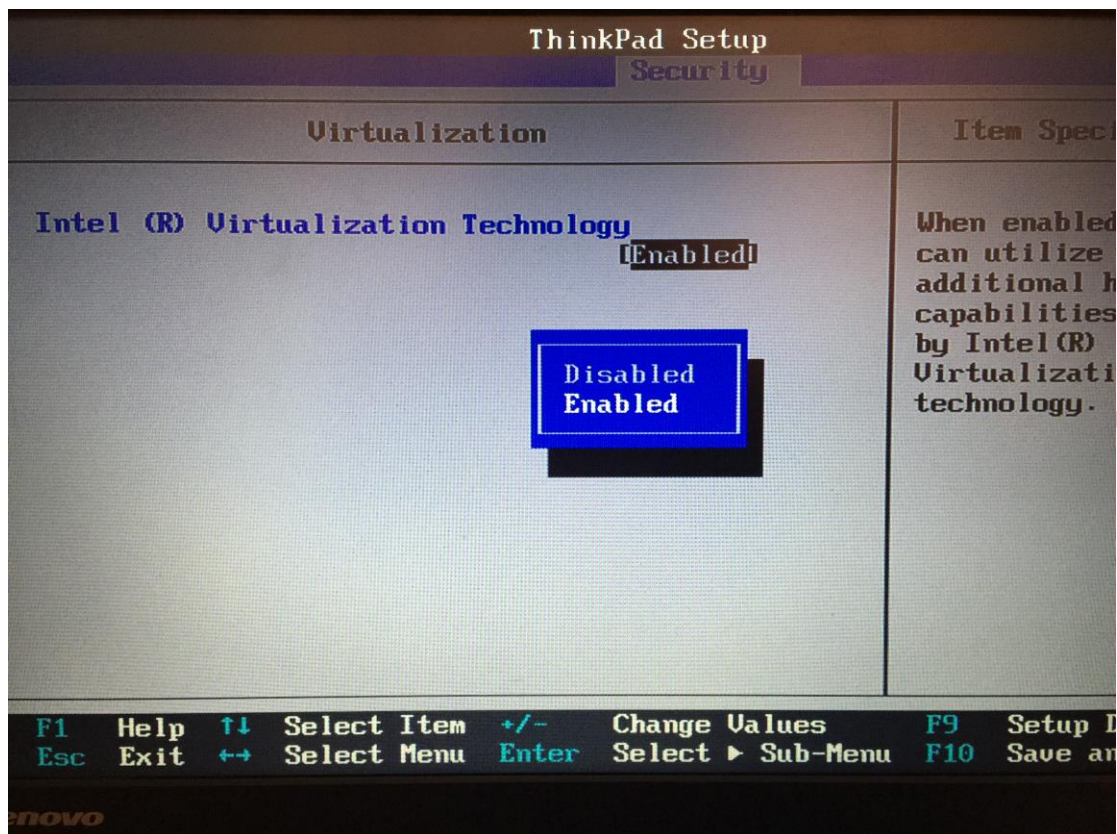 ThinkPad Setup
Security
Virtualization
Item Spec
Intel (R) Virtualization Technology
[Enabled]
Disabled
Enabled
When enabled
can utilize
additional h
capabilities
by Intel(R)
Virtualizati
technology.
F1 Help ↑↓ Select Item +/- Change Values F9 Setup D
Esc Exit ←→ Select Menu Enter Select ▶ Sub-Menu F10 Save an
enovo